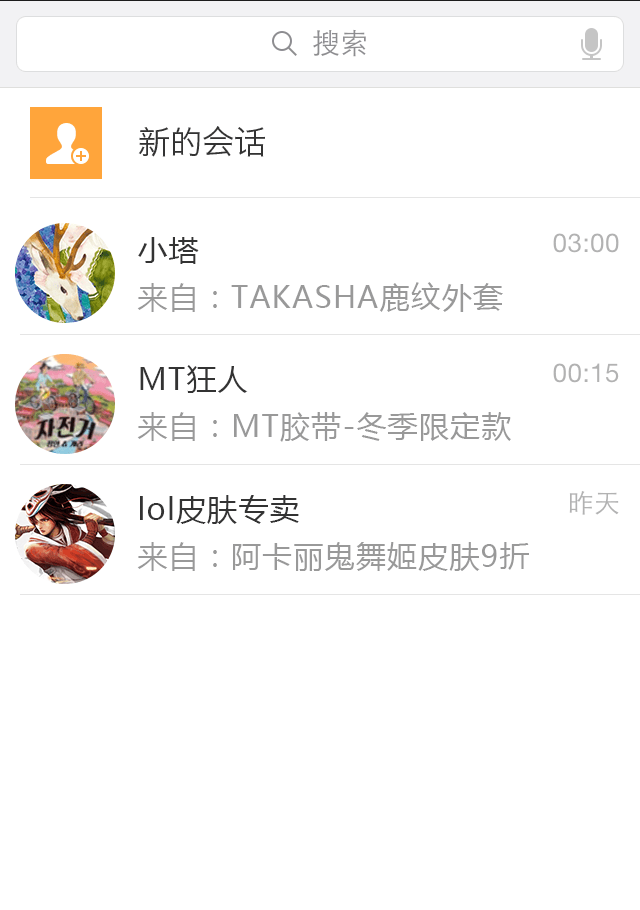 搜索
新的会话
小塔
03:00
来自：TAKASHA鹿纹外套
MT狂人
00:15
来自：MT胶带-冬季限定款
자전거
lol皮肤专卖
昨天
来自：阿卡丽鬼舞姬皮肤9折